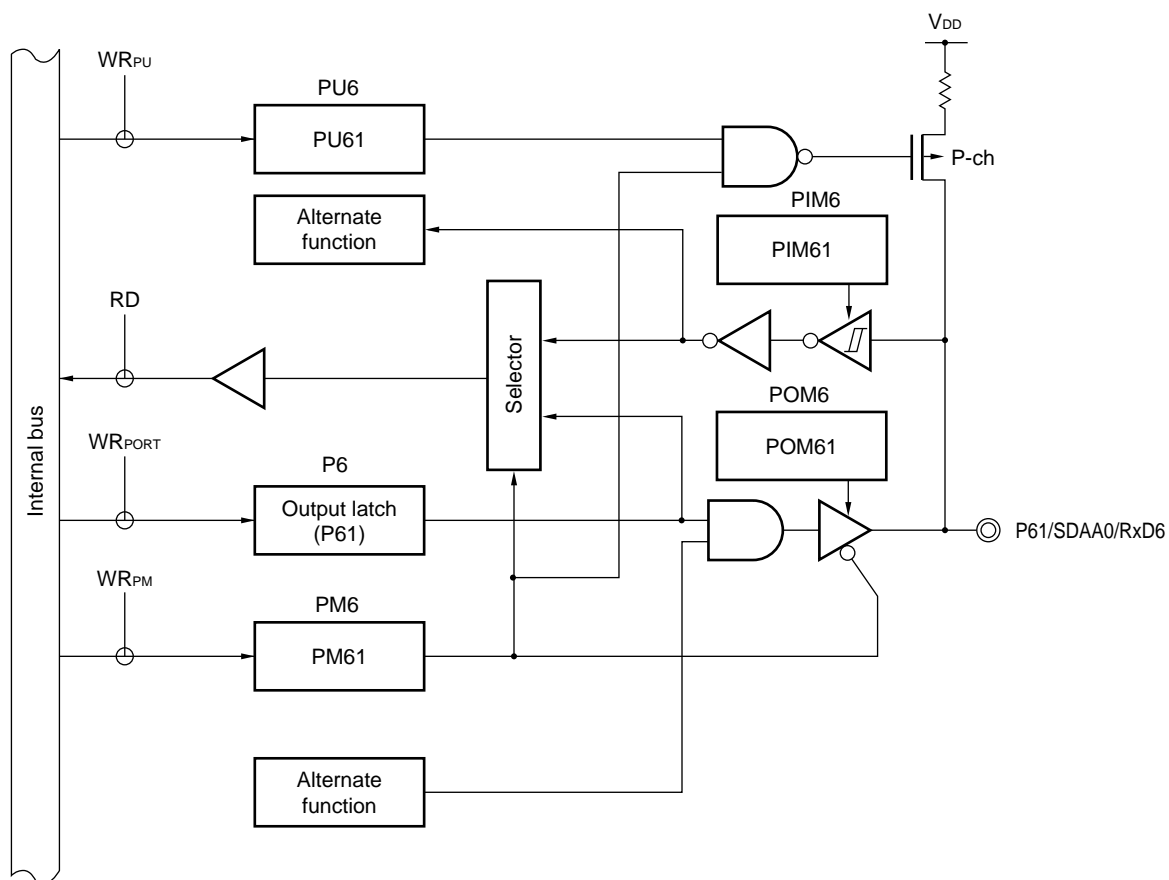 VDD
WRPU
PU6
PU61
P-ch
Alternate
function
PIM6
PIM61
RD
Selector
Internal bus
POM6
POM61
WRPORT
P6
Output latch
(P61)
P61/SDAA0/RxD6
WRPM
PM6
PM61
Alternate
function